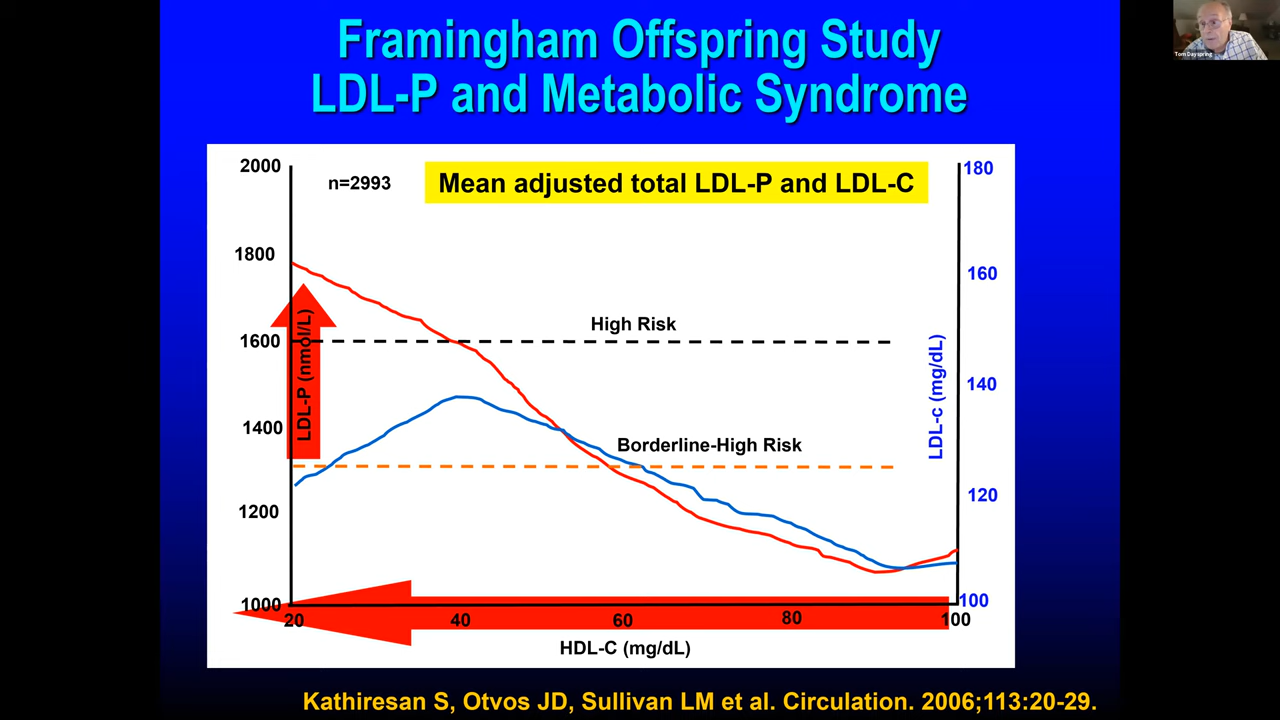 Framingham Offspring Study
LDL-P and Metabolic Syndrome
Tom Dayspring
n=2993
Mean adjusted total LDL-P and LDL-C
2000
1800
1600
1400
1200
1000
LDL-P (nmol/L)
180
160
140
120
100
LDL-c (mg/dL)
High Risk
Borderline-High Risk
20 40 60 80 100
HDL-C (mg/dL)
Kathiresan S, Otvos JD, Sullivan LM et al. Circulation. 2006;113:20-29.